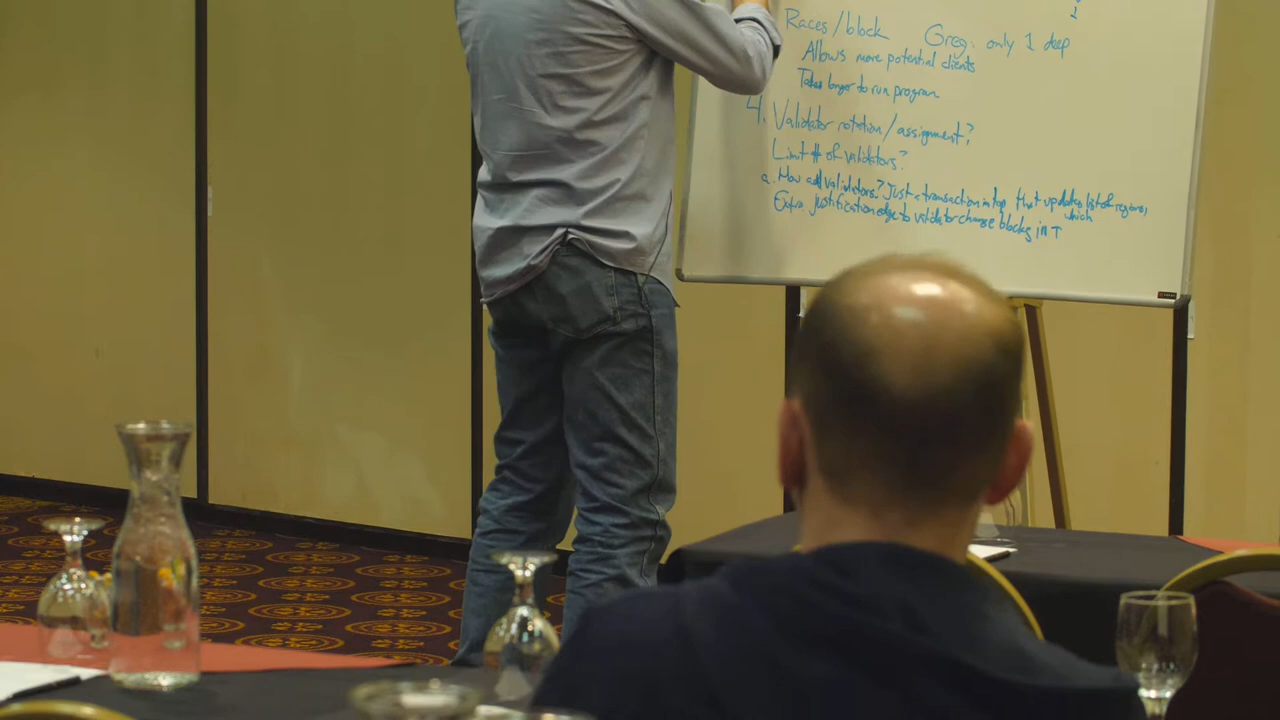 Races/block Greg: only 1 deep
Allows more potential clients
Takes longer to run program
4. Validator rotation/assignment?
Limit # of validators?
a. How add validators? Just a transaction in top that updates list of regions,
which
Extra justification edge to validator change blocks in T